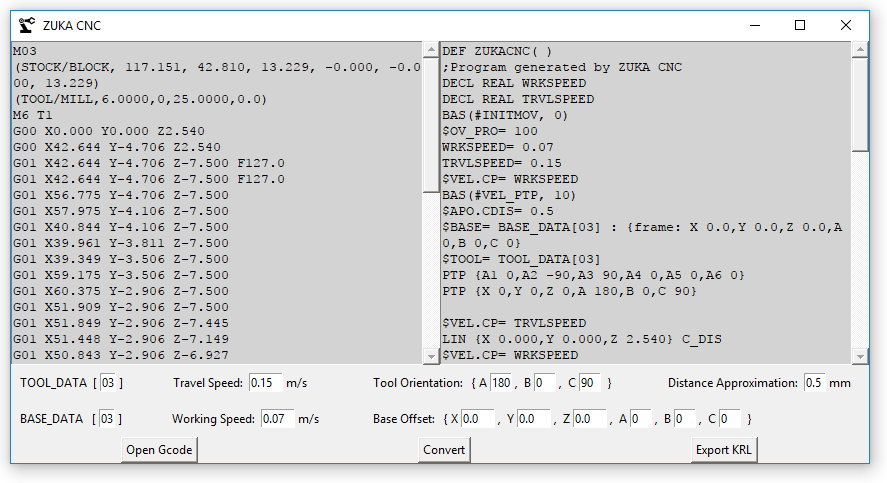 ZUKA CNC
M03
(STOCK/BLOCK, 117.151, 42.810, 13.229, -0.000, -0.0
00, 13.229)
(TOOL/MILL,6.0000,0,25.0000,0.0)
M6 T1
G00 X0.000 Y0.000 Z2.540
G00 X42.644 Y-4.706 Z2.540
G01 X42.644 Y-4.706 Z-7.500 F127.0
G01 X42.644 Y-4.706 Z-7.500 F127.0
G01 X56.775 Y-4.706 Z-7.500
G01 X57.975 Y-4.106 Z-7.500
G01 X40.844 Y-4.106 Z-7.500
G01 X39.961 Y-3.811 Z-7.500
G01 X39.349 Y-3.506 Z-7.500
G01 X59.175 Y-3.506 Z-7.500
G01 X60.375 Y-2.906 Z-7.500
G01 X51.909 Y-2.906 Z-7.500
G01 X51.849 Y-2.906 Z-7.445
G01 X51.448 Y-2.906 Z-7.149
G01 X50.843 Y-2.906 Z-6.927
DEF ZUKACNC( )
;Program generated by ZUKA CNC
DECL REAL WRKSPEED
DECL REAL TRVLSPEED
BAS(#INITMOV, 0)
$OV_PRO= 100
WRKSPEED= 0.07
TRVLSPEED= 0.15
$VEL.CP= WRKSPEED
BAS(#VEL_PTP, 10)
$APO.CDIS= 0.5
$BASE= BASE_DATA[03] : {frame: X 0.0,Y 0.0,Z 0.0,A
0,B 0,C 0}
$TOOL= TOOL_DATA[03]
PTP {A1 0,A2 -90,A3 90,A4 0,A5 0,A6 0}
PTP {X 0,Y 0,Z 0,A 180,B 0,C 90}
$VEL.CP= TRVLSPEED
LIN {X 0.000,Y 0.000,Z 2.540} C_DIS
$VEL.CP= WRKSPEED
TOOL_DATA [ 03 ] Travel Speed: 0.15 m/s Tool Orientation: { A 180 , B 0 , C 90 } Distance Approximation: 0.5 mm
BASE_DATA [ 03 ] Working Speed: 0.07 m/s Base Offset: { X 0.0 , Y 0.0 , Z 0.0 , A 0 , B 0 , C 0 }
Open Gcode Convert Export KRL